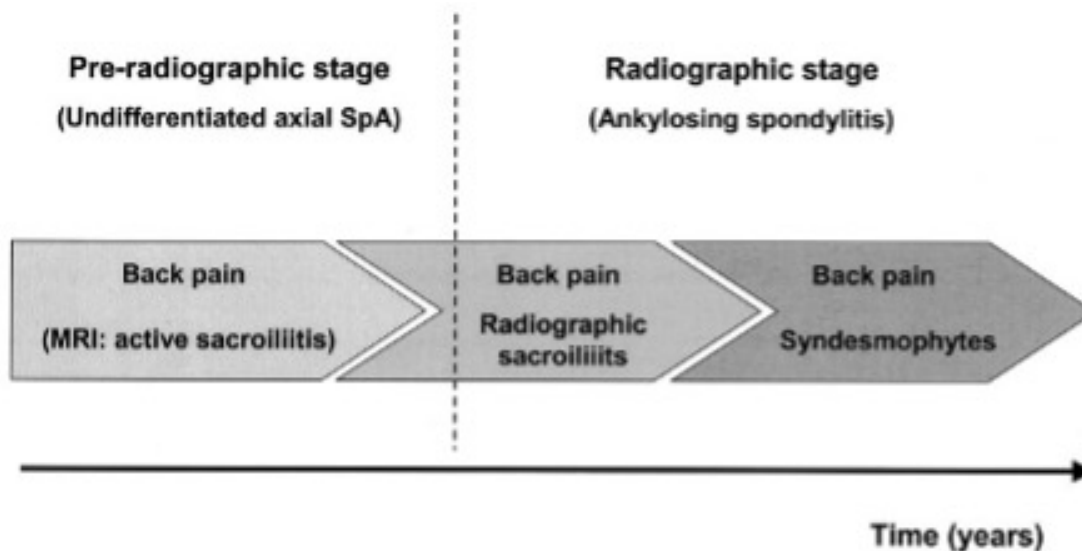 Pre-radiographic stage
(Undifferentiated axial SpA)
Radiographic stage
(Ankylosing spondylitis)
Back pain
(MRI: active sacroiliitis)
Back pain
Radiographic
sacroiliiits
Back pain
Syndesmophytes
Time (years)